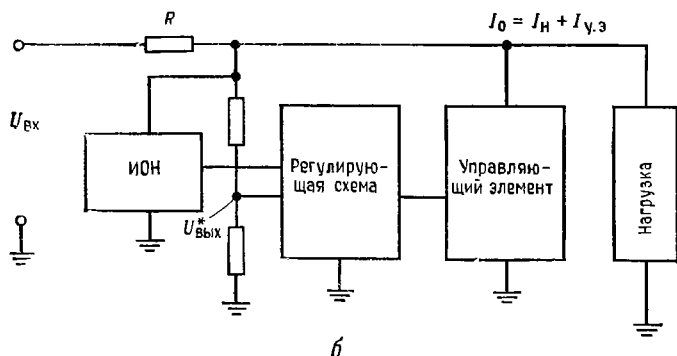 R
I₀ = Iн + Iу.э
Uвх
ИОН
Регулирую-
щая схема
Управляю-
щий элемент
Нагрузка
U*вых
б